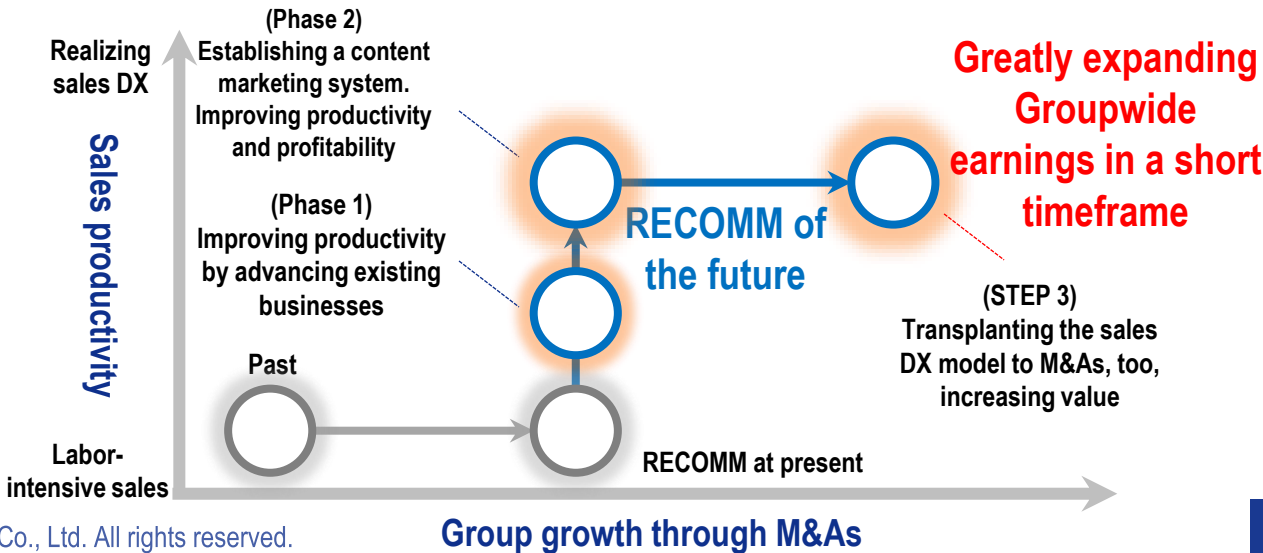 (Phase 2)
Establishing a content
marketing system.
Improving productivity
and profitability
Realizing
sales DX
Greatly expanding
Groupwide
earnings in a short
timeframe
Sales productivity
(Phase 1)
Improving productivity
by advancing existing
businesses
RECOMM of
the future
(STEP 3)
Transplanting the sales
DX model to M&As, too,
increasing value
Past
RECOMM at present
Labor-
intensive sales
Group growth through M&As
Co., Ltd. All rights reserved.